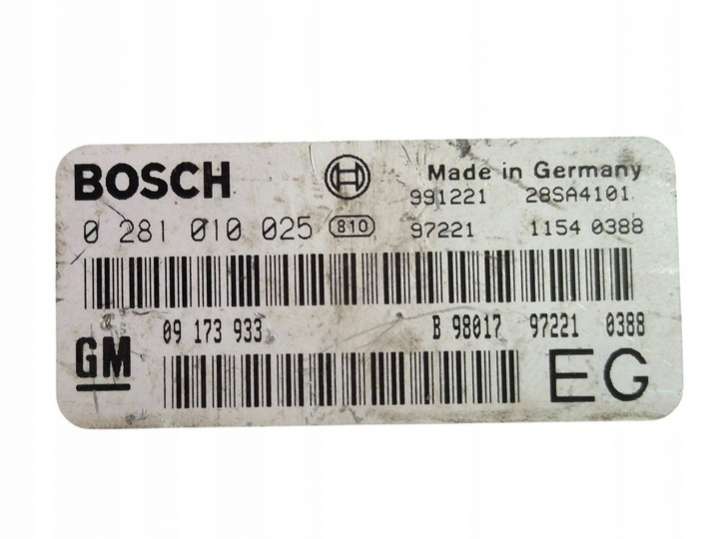 BOSCH Made in Germany
991221 28SA4101
0 281 010 025 810 97221 1154 0388
GM 09 173 933 B 98017 97221 0388
EG